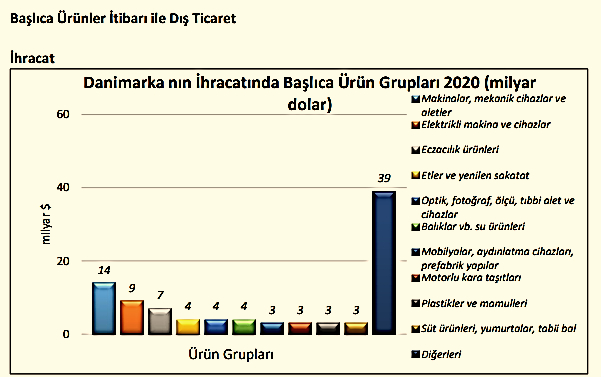 Başlıca Ürünler İtibarı ile Dış Ticaret
İhracat
Danimarka nın İhracatında Başlıca Ürün Grupları 2020 (milyar
dolar)
60
40
20
0
milyar $
14
9
7
4
4
4
3
3
3
3
39
Ürün Grupları
Makinalar, mekanik cihazlar ve
aletler
Elektrikli makina ve cihazlar
Eczacılık ürünleri
Etler ve yenilen sakatat
Optik, fotoğraf, ölçü, tıbbi alet ve
cihazlar
Balıklar vb. su ürünleri
Mobilyalar, aydınlatma cihazları,
prefabrik yapılar
Motorlu kara taşıtları
Plastikler ve mamulleri
Süt ürünleri, yumurtalar, tabii bal
Diğerleri